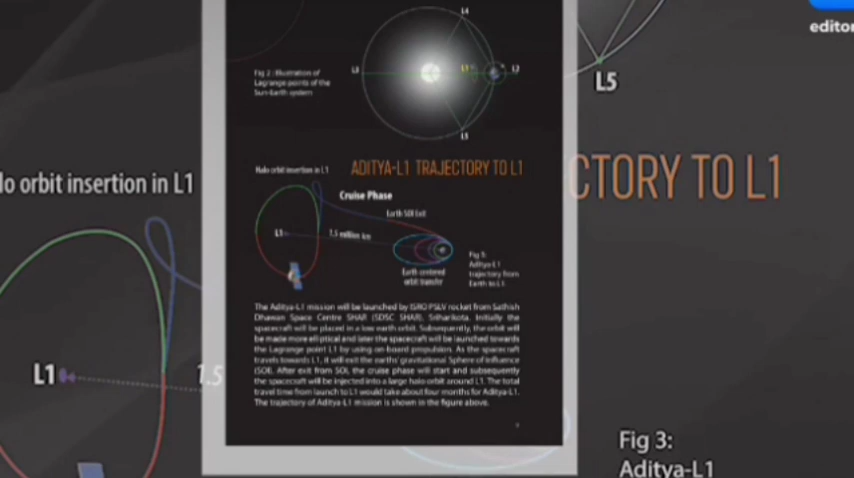 editor
L4
Fig 2: Illustration of
Lagrange points of the
Sun-Earth system
L3
L1
L2
L5
L5
Halo orbit insertion in L1
ADITYA-L1 TRAJECTORY TO L1
CTORY TO L1
lo orbit insertion in L1
Cruise Phase
Earth SOI Exit
L1
1.5 million km
Earth centered
orbit transfer
Aditya-L1
trajectory from
Earth to L1
The Aditya-L1 mission will be launched by ISRO PSLV rocket from Sathish
Dhawan Space Centre SHAR (SDSC SHAR), Sriharikota. Initially the
spacecraft will be placed in a low earth orbit. Subsequently, the orbit will
be made more elliptical and later the spacecraft will be launched towards
the Lagrange point L1 by using on-board propulsion. As the spacecraft
travels towards L1, it will exit the earths' gravitational Sphere of Influence
(SOI). After exit from SOI, the cruise phase will start and subsequently
the spacecraft will be injected into a large halo orbit around L1. The total
travel time from launch to L1 would take about four months for Aditya-L1.
The trajectory of Aditya-L1 mission is shown in the figure above.
L1
1.5
Fig 3:
Aditya-L1